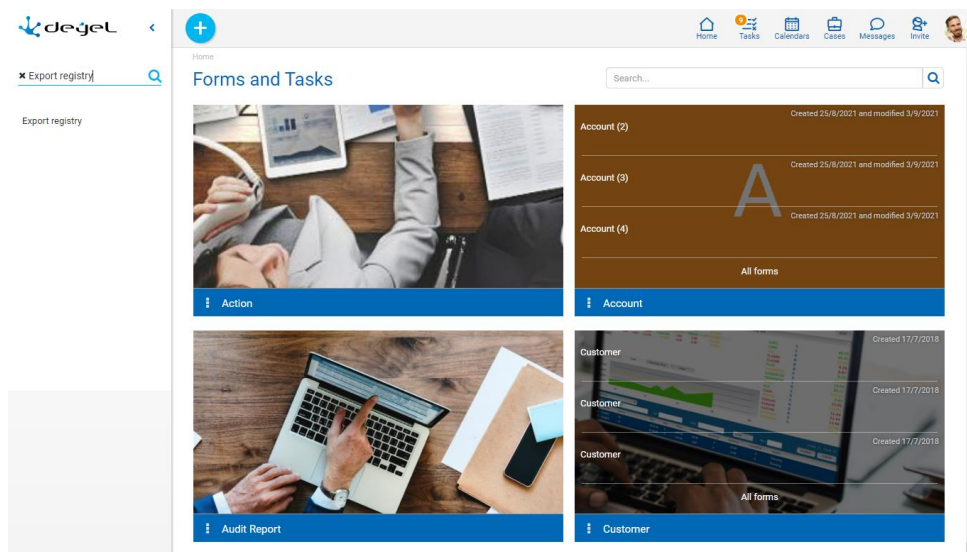 deyel
Home
Tasks
9
Calendars
Cases
Messages
Invite
Export registry
Export registry
Home
Forms and Tasks
Search...
Created 25/8/2021 and modified 3/9/2021
Account (2)
Created 25/8/2021 and modified 3/9/2021
Account (3)
A
Created 25/8/2021 and modified 3/9/2021
Account (4)
All forms
Action
Account
Created 17/7/2018
Customer
Created 17/7/2018
Customer
Created 17/7/2018
Customer
All forms
Audit Report
Customer